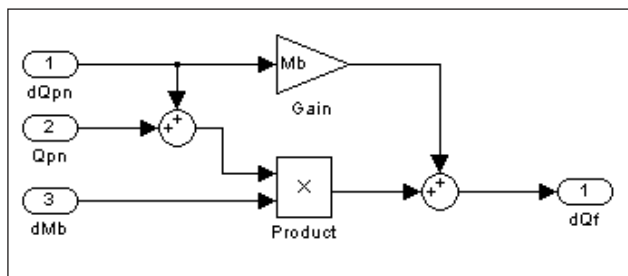 1
dQpn
Mb
Gain
2
Qpn
+
+
3
dMb
×
Product
+
+
1
dQf